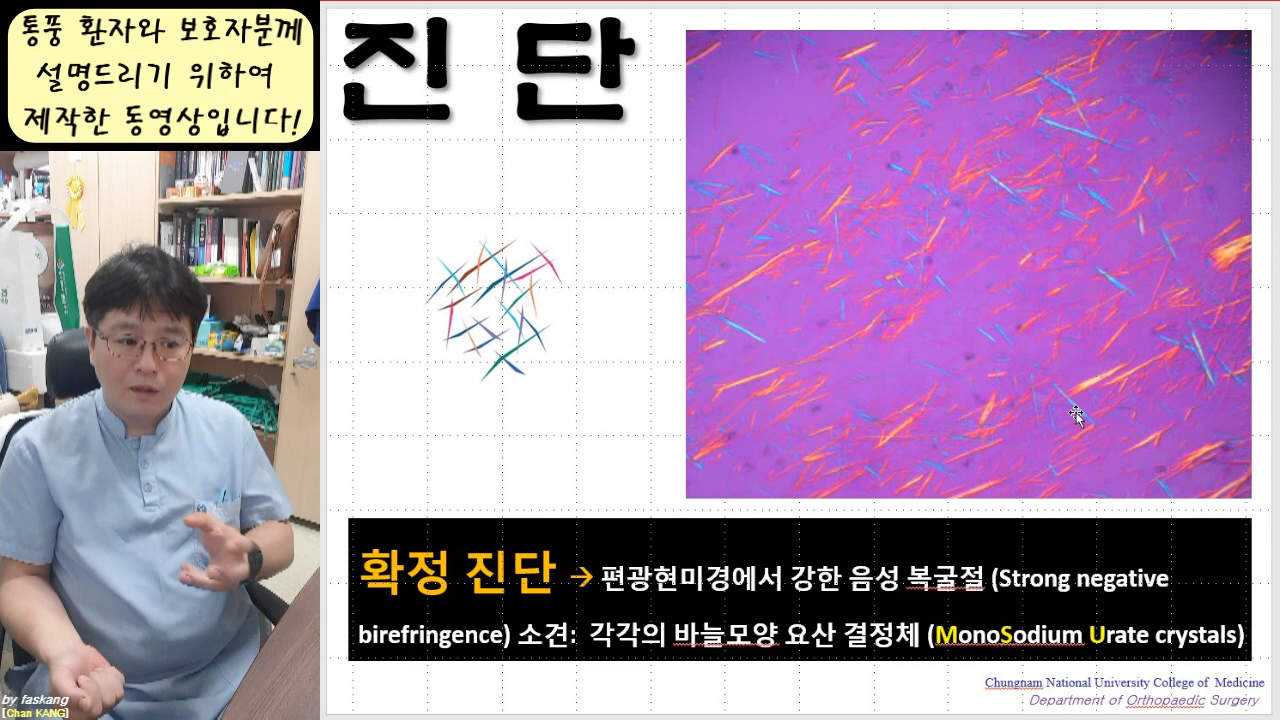 통풍 환자와 보호자분께
설명드리기 위하여
제작한 동영상입니다!
진 단
확정 진단 → 편광현미경에서 강한 음성 복굴절 (Strong negative
birefringence) 소견: 각각의 바늘모양 요산 결정체 (MonoSodium Urate crystals)
Chungnam National University College of Medicine
Department of Orthopaedic Surgery
by faskang
[Chan KANG]